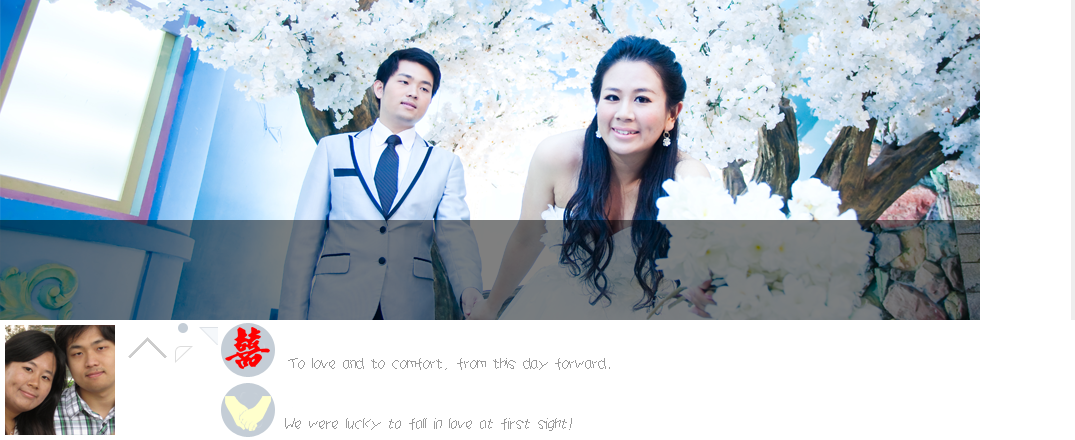 囍
To love and to comfort, from this day forward.
We were lucky to fall in love at first sight!